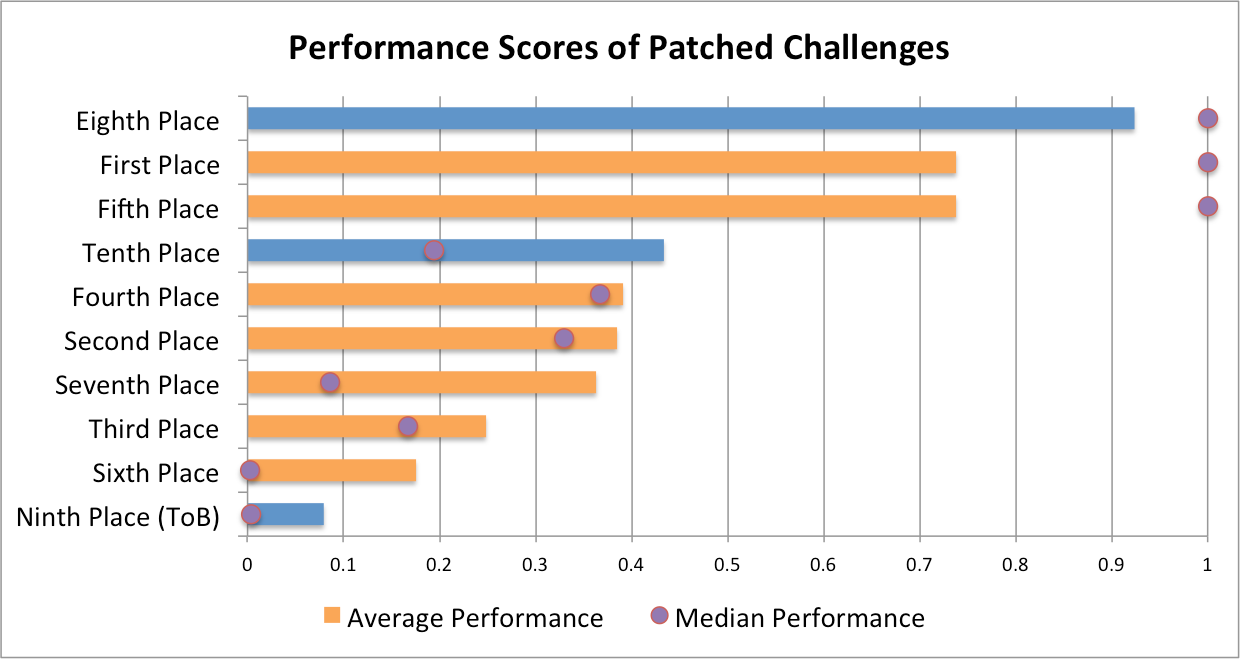 Performance Scores of Patched Challenges
Eighth Place
First Place
Fifth Place
Tenth Place
Fourth Place
Second Place
Seventh Place
Third Place
Sixth Place
Ninth Place (ToB)
0 0.1 0.2 0.3 0.4 0.5 0.6 0.7 0.8 0.9 1
Average Performance Median Performance